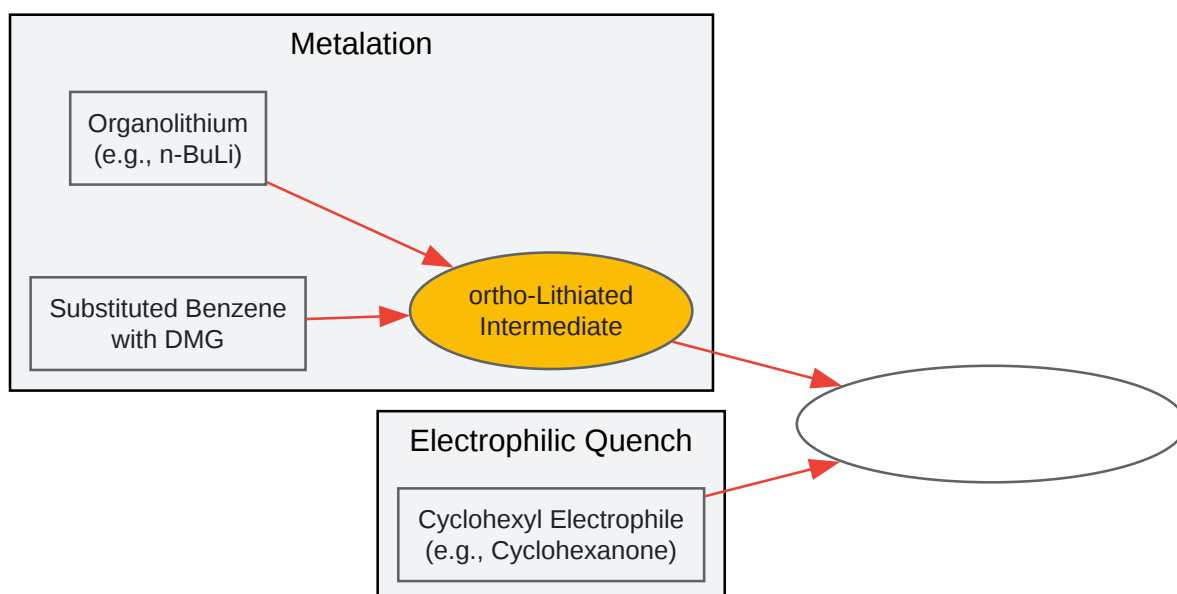 Metalation
Organolithium
(e.g., n-BuLi)
Substituted Benzene
with DMG
ortho-Lithiated
Intermediate
Electrophilic Quench
Cyclohexyl Electrophile
(e.g., Cyclohexanone)